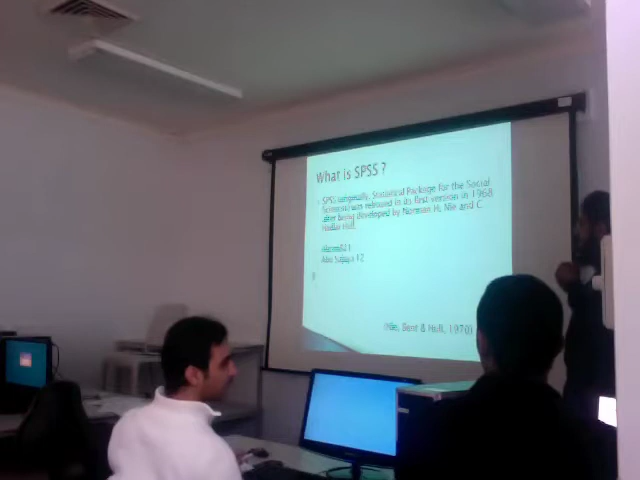 What is SPSS ?
SPSS (originally, Statistical Package for the Social
Sciences) was released in its first version in 1968
after being developed by Norman H. Nie and C.
Hadlai Hull.
(Nie, Bent & Hull, 1970)